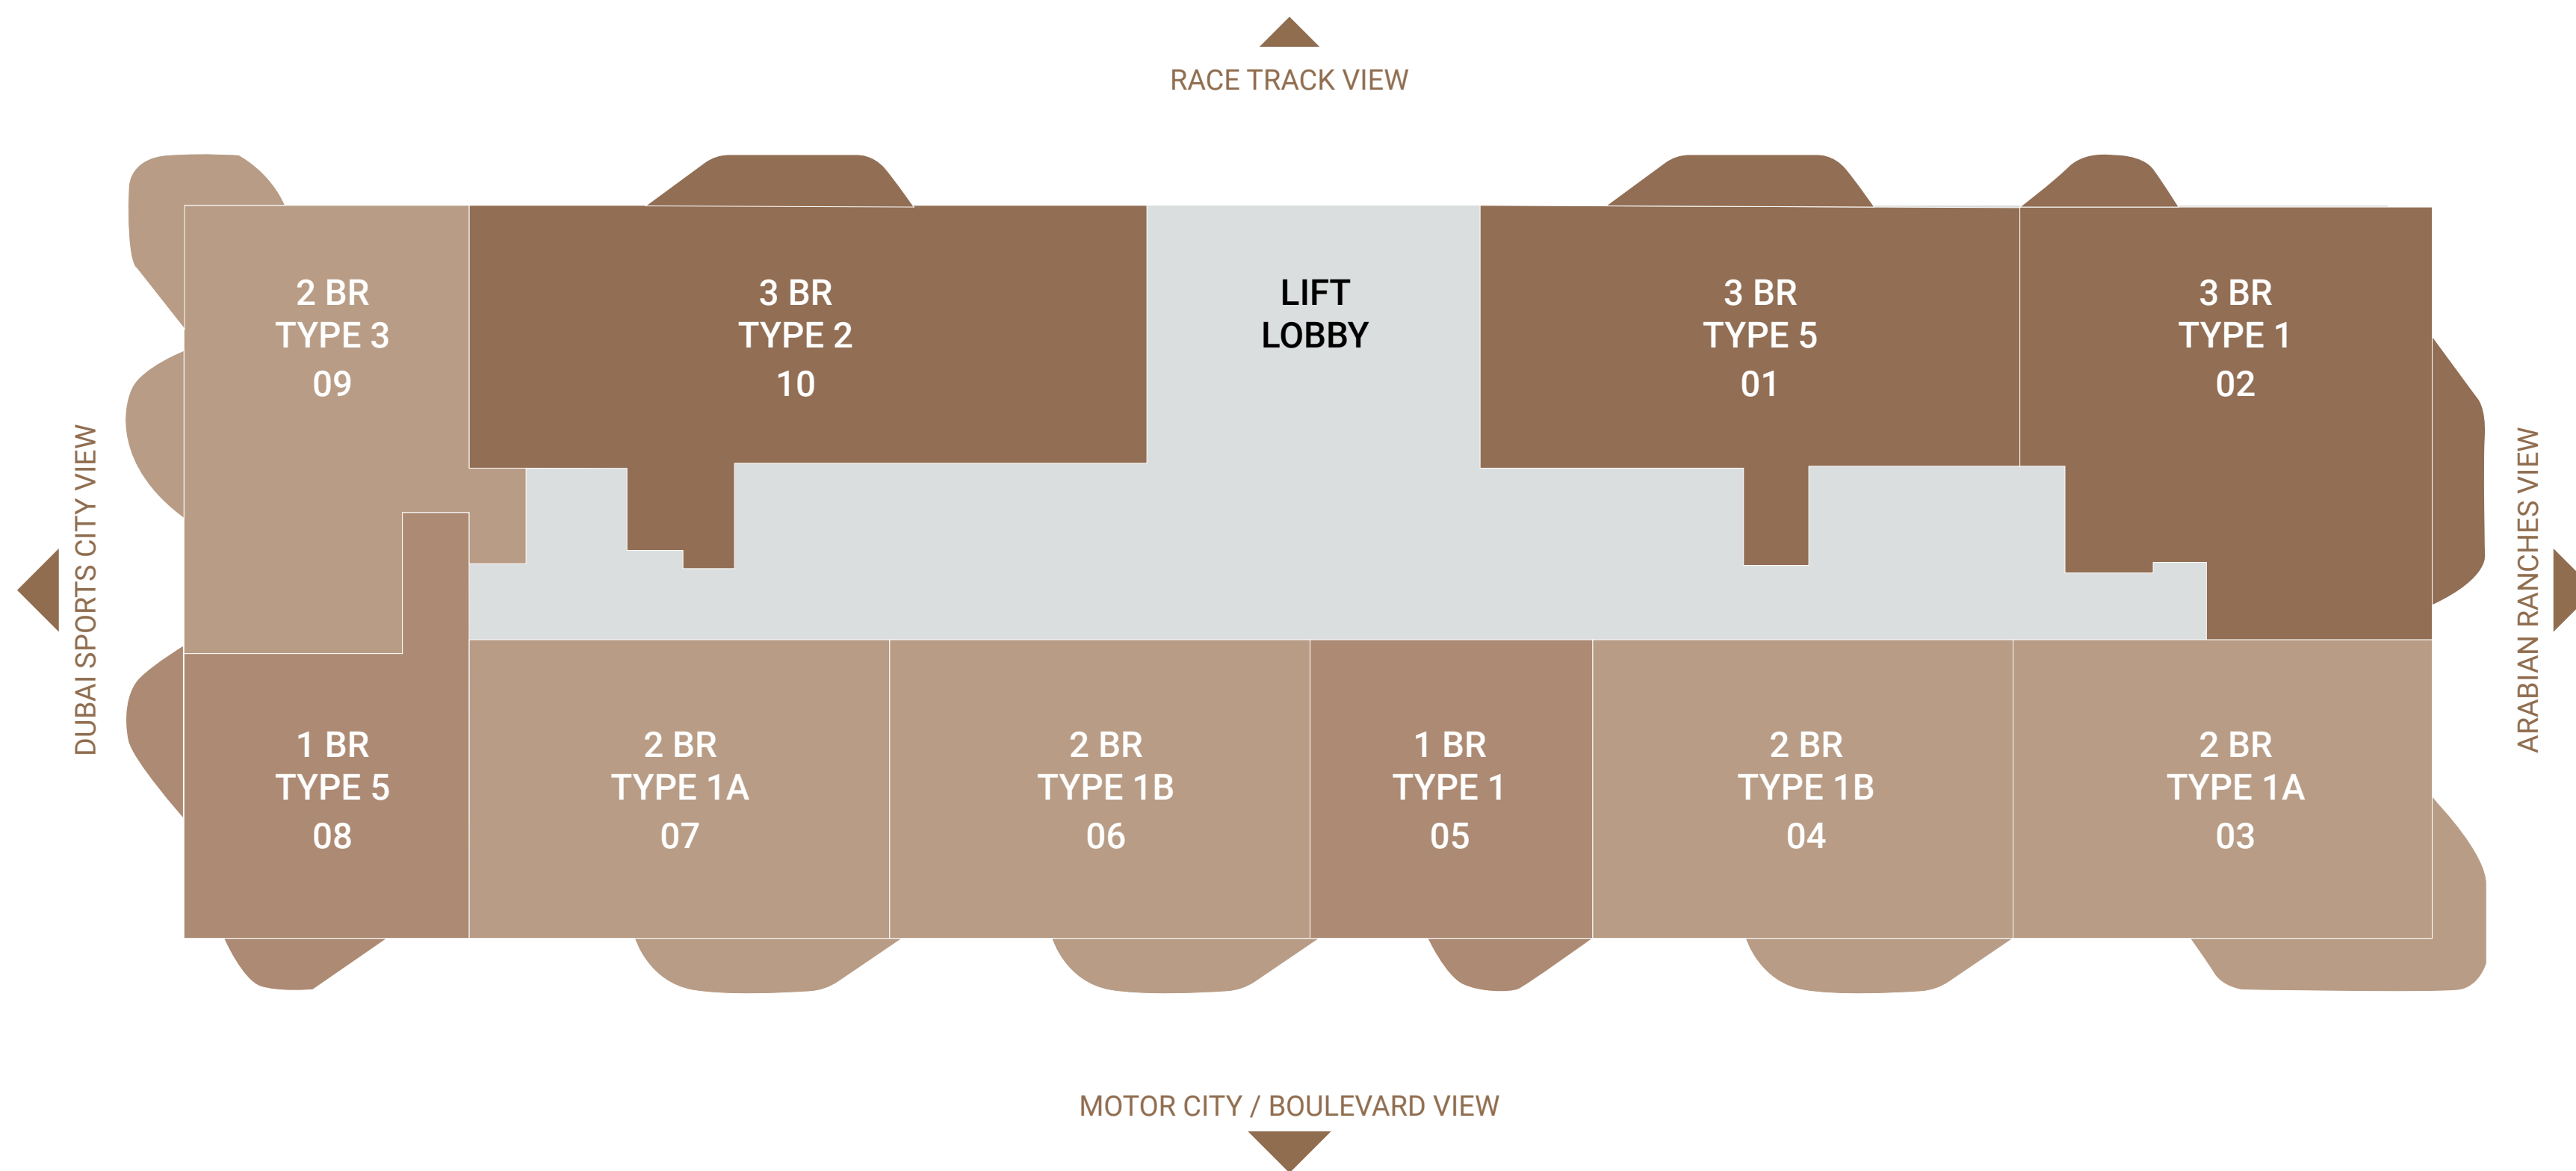 RACE TRACK VIEW
2 BR
TYPE 3
09
3 BR
TYPE 2
10
LIFT
LOBBY
3 BR
TYPE 5
01
3 BR
TYPE 1
02
DUBAI SPORTS CITY VIEW
ARABIAN RANCHES VIEW
1 BR
TYPE 5
08
2 BR
TYPE 1A
07
2 BR
TYPE 1B
06
1 BR
TYPE 1
05
2 BR
TYPE 1B
04
2 BR
TYPE 1A
03
MOTOR CITY / BOULEVARD VIEW